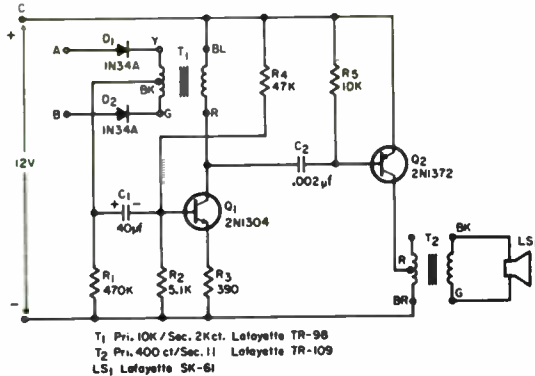 C
+
A
D1
1N34A
Y
T1
BL
BK
B
D2
1N34A
G
R
R4
47K
R5
10K
12V
C1
+ -
40μf
C2
.002μf
Q1
2N1304
Q2
2N1372
R1
470K
R2
5.1K
R3
390
T2
R
BR
BK
G
LS
-
T1 Pri. 10K / Sec. 2Kct. Lafayette TR-98
T2 Pri. 400 ct / Sec. 11 Lafayette TR-109
LS1 Lafayette SK-61